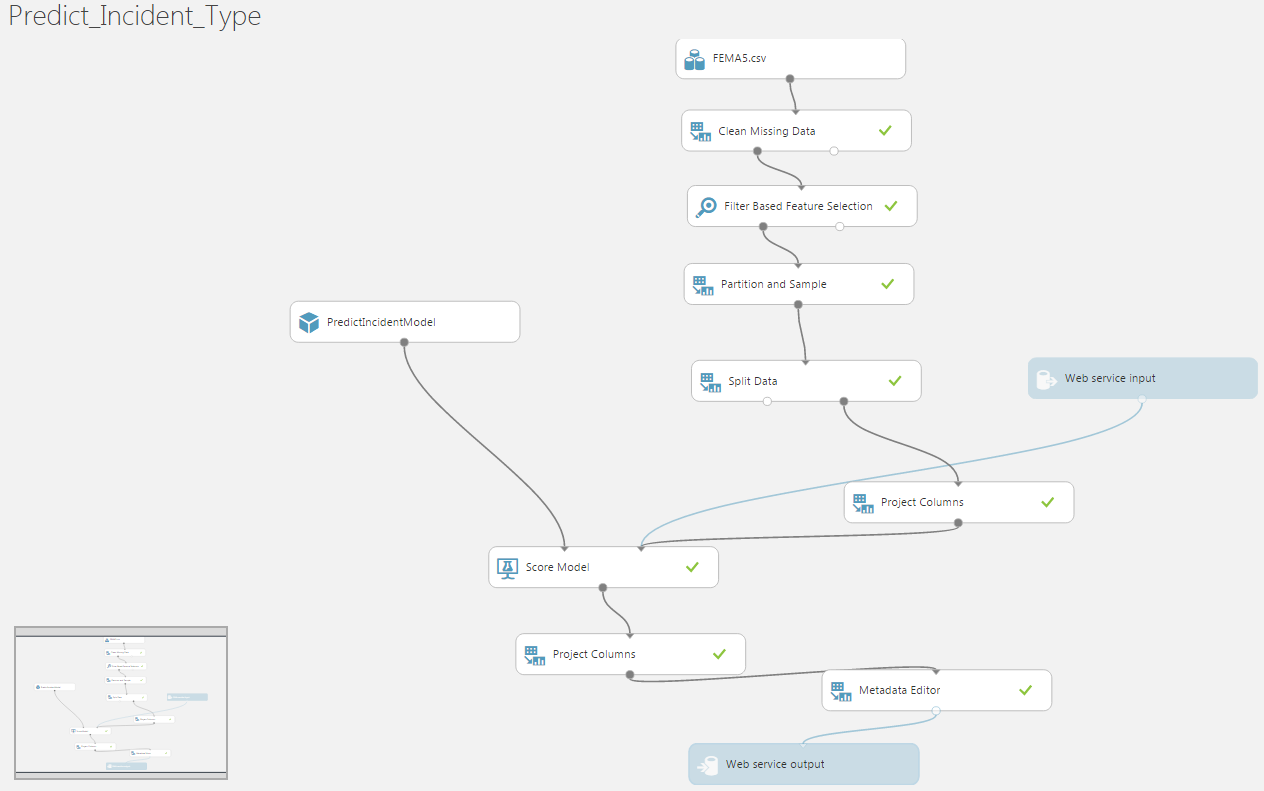 Predict_Incident_Type
FEMA5.csv
Clean Missing Data
Filter Based Feature Selection
Partition and Sample
PredictIncidentModel
Split Data
Web service input
Project Columns
Score Model
Project Columns
Metadata Editor
Web service output